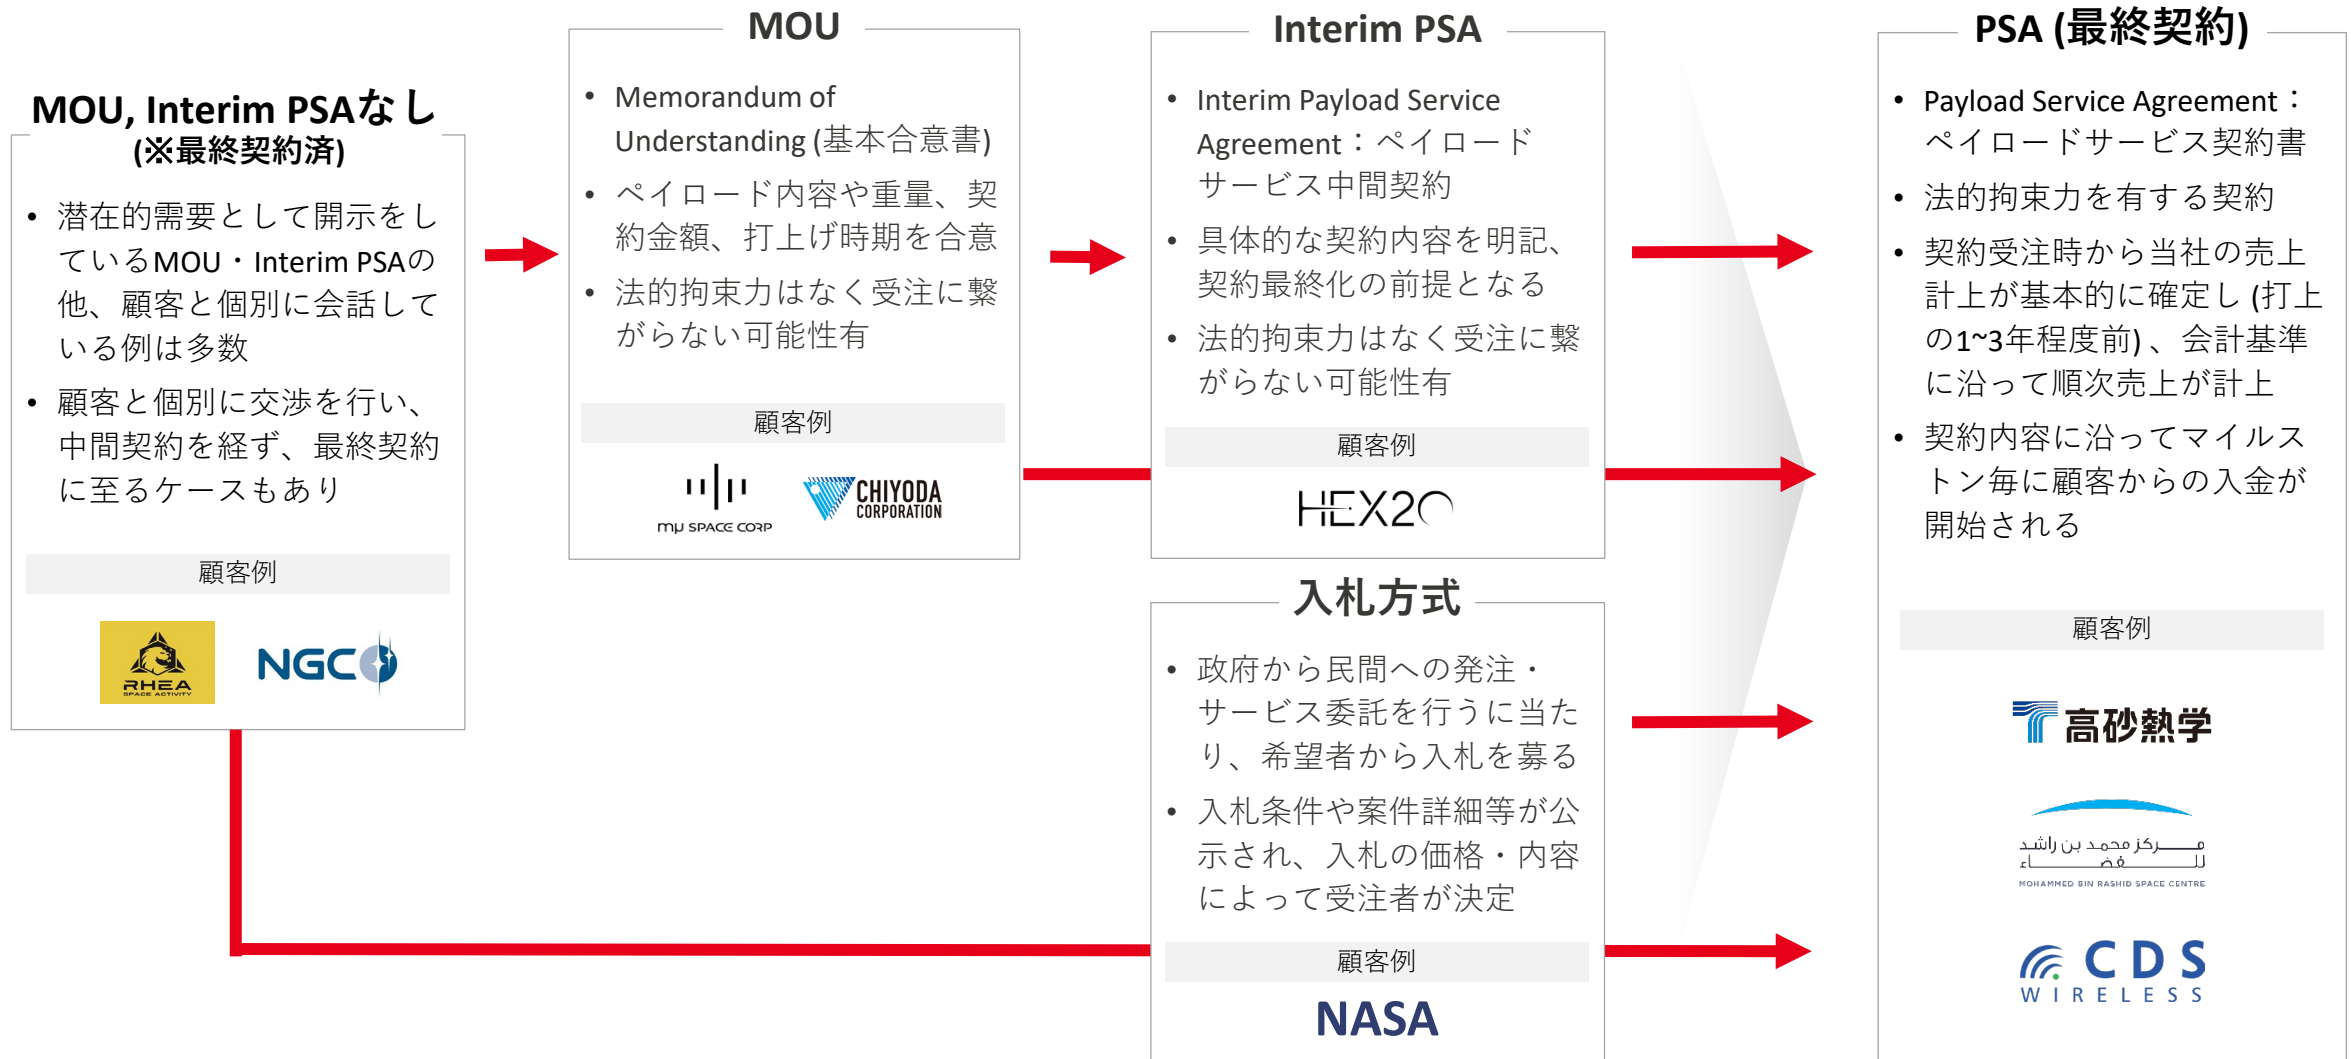 MOU, Interim PSAなし
(※最終契約済)
• 潜在的需要として開示をし
ているMOU・Interim PSAの
他、顧客と個別に会話して
いる例は多数
• 顧客と個別に交渉を行い、
中間契約を経ず、最終契約
に至るケースもあり
顧客例
RHEA
SPACE ACTIVITY
NGC
MOU
• Memorandum of
Understanding (基本合意書)
• ペイロード内容や重量、契
約金額、打上げ時期を合意
• 法的拘束力はなく受注に繋
がらない可能性有
顧客例
mµ SPACE CORP
CHIYODA
CORPORATION
Interim PSA
• Interim Payload Service
Agreement：ペイロード
サービス中間契約
• 具体的な契約内容を明記、
契約最終化の前提となる
• 法的拘束力はなく受注に繋
がらない可能性有
顧客例
HEX20
入札方式
• 政府から民間への発注・
サービス委託を行うに当た
り、希望者から入札を募る
• 入札条件や案件詳細等が公
示され、入札の価格・内容
によって受注者が決定
顧客例
NASA
PSA (最終契約)
• Payload Service Agreement：
ペイロードサービス契約書
• 法的拘束力を有する契約
• 契約受注時から当社の売上
計上が基本的に確定し (打上
の1~3年程度前) 、会計基準
に沿って順次売上が計上
• 契約内容に沿ってマイルス
トン毎に顧客からの入金が
開始される
顧客例
高砂熱学
مركز محمد بن راشد
للفضاء
MOHAMMED BIN RASHID SPACE CENTRE
CDS
WIRELESS